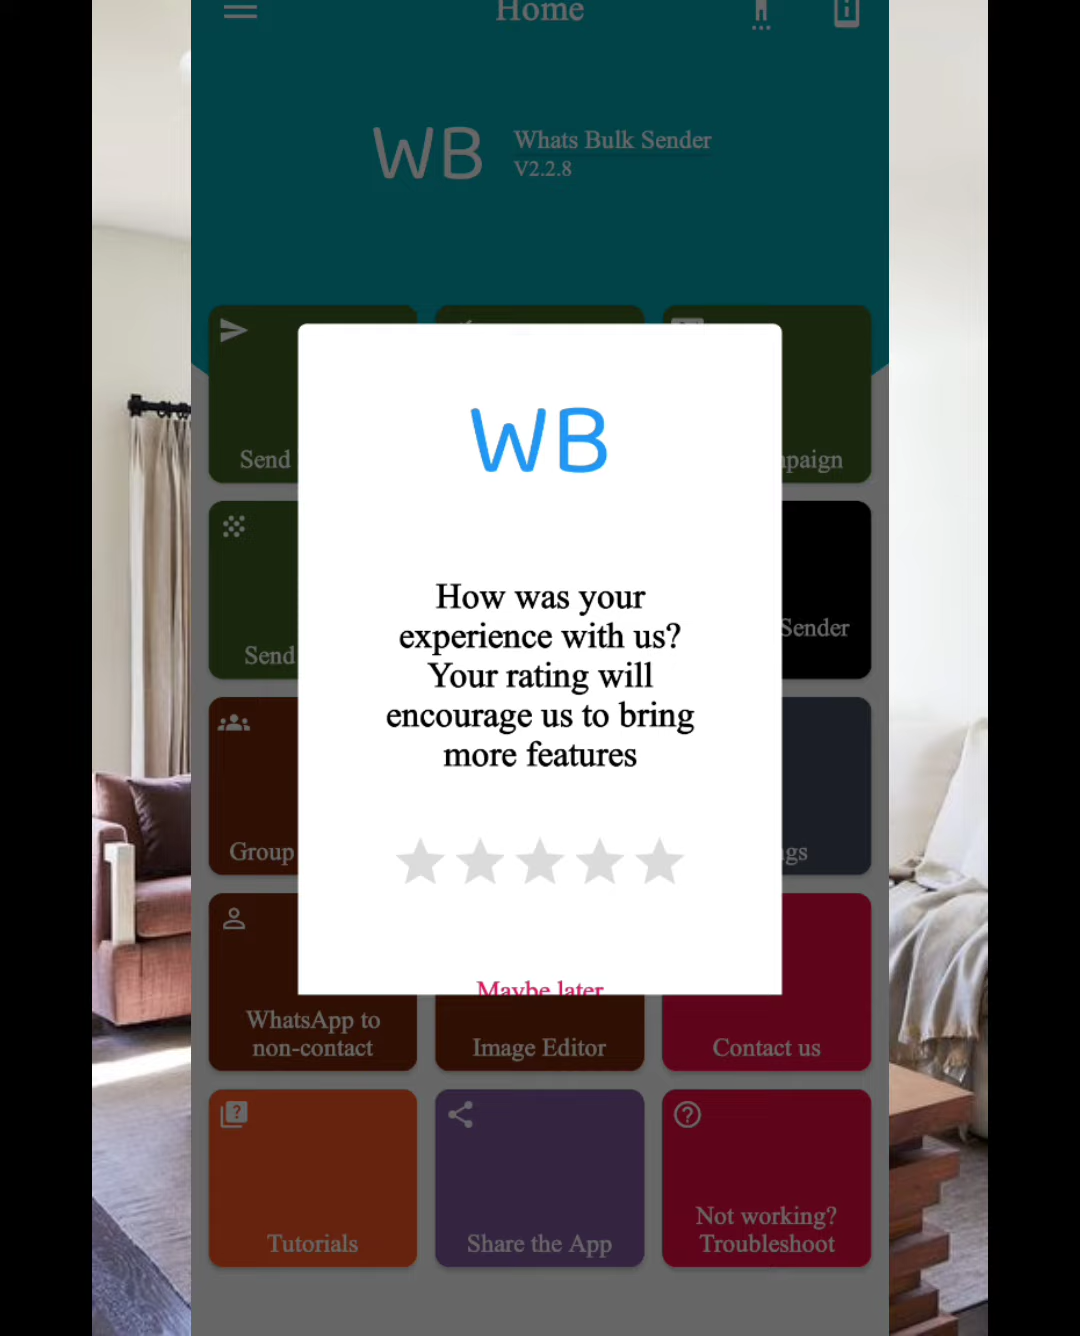 Home
WB
Whats Bulk Sender
V2.2.8
Send
paign
WB
How was your
experience with us?
Your rating will
encourage us to bring
more features
Send
Sender
Group
gs
Maybe later
WhatsApp to
non-contact
Image Editor
Contact us
Tutorials
Share the App
Not working?
Troubleshoot